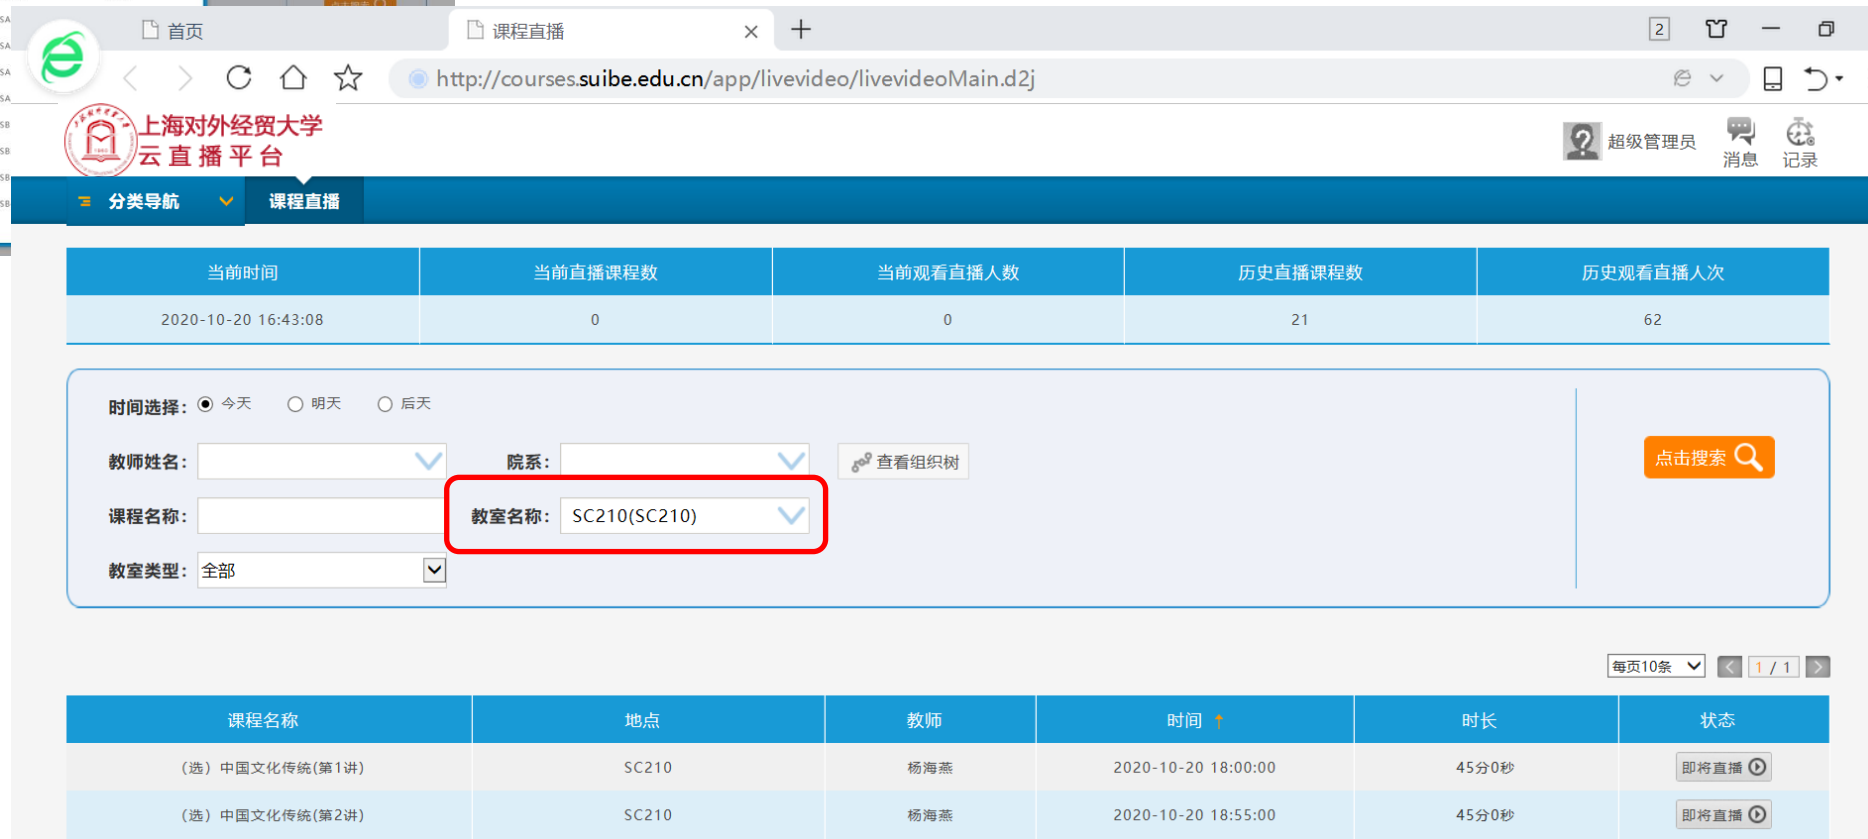 SA
SA
SA
SA
SB
SB
SB
SB
首页
课程直播
2
http://courses.suibe.edu.cn/app/livevideo/livevideoMain.d2j
上海对外经贸大学
云直播平台
超级管理员
消息
记录
分类导航
课程直播
当前时间 当前直播课程数 当前观看直播人数 历史直播课程数 历史观看直播人次
2020-10-20 16:43:08 0 0 21 62
时间选择: 今天 明天 后天
教师姓名: 院系: 查看组织树
点击搜索
课程名称: 教室名称: SC210(SC210)
教室类型: 全部
每页10条 1 / 1
课程名称 地点 教师 时间 ↑ 时长 状态
(选) 中国文化传统(第1讲) SC210 杨海燕 2020-10-20 18:00:00 45分0秒 即将直播
(选) 中国文化传统(第2讲) SC210 杨海燕 2020-10-20 18:55:00 45分0秒 即将直播